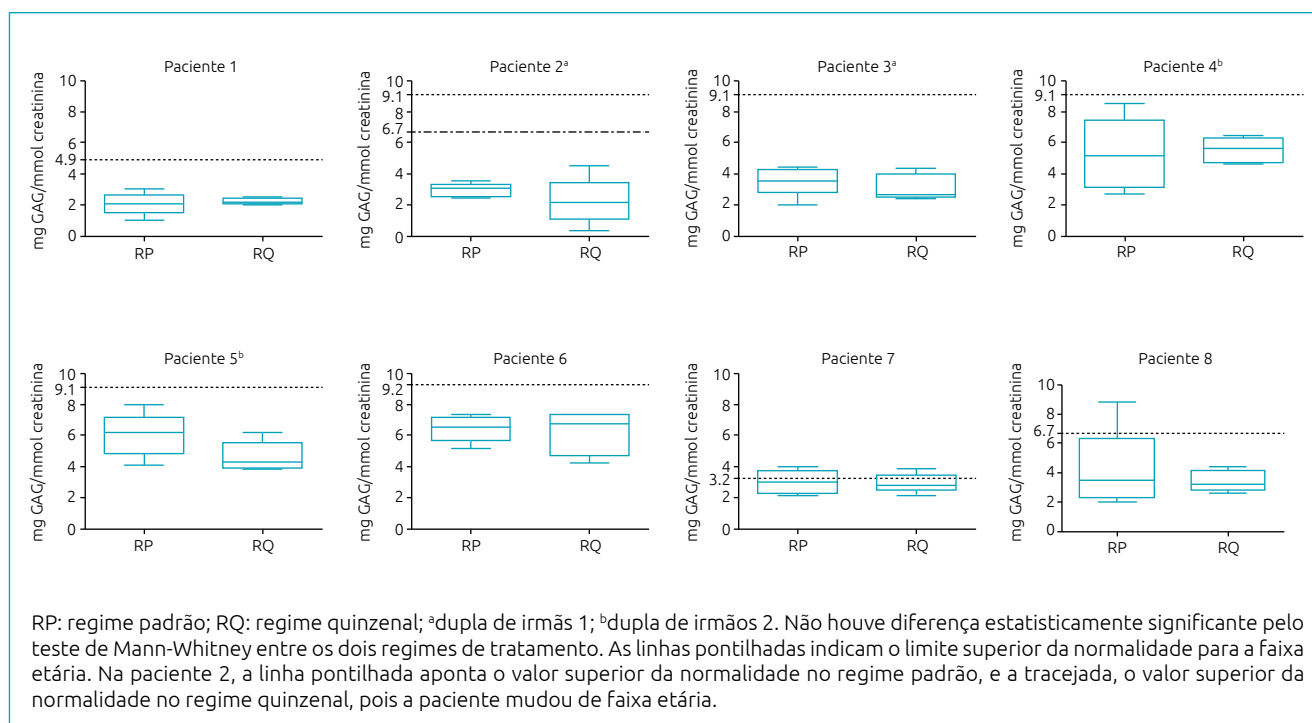 Paciente 1
mg GAG/mmol creatinina
10
8
6
4.9
4
2
0
RP RQ
Paciente 2ª
mg GAG/mmol creatinina
10
9.1
8
6.7
6
4
2
0
RP RQ
Paciente 3ª
mg GAG/mmol creatinina
10
9.1
8
6
4
2
0
RP RQ
Paciente 4ᵇ
mg GAG/mmol creatinina
10
9.1
8
6
4
2
0
RP RQ
Paciente 5ᵇ
mg GAG/mmol creatinina
10
9.1
8
6
4
2
0
RP RQ
Paciente 6
mg GAG/mmol creatinina
10
9.2
8
6
4
2
0
RP RQ
Paciente 7
mg GAG/mmol creatinina
10
8
6
4
3.2
2
0
RP RQ
Paciente 8
mg GAG/mmol creatinina
10
8
6.7
6
4
2
0
RP RQ
RP: regime padrão; RQ: regime quinzenal; ªdupla de irmãs 1; ᵇdupla de irmãos 2. Não houve diferença estatisticamente significante pelo
teste de Mann-Whitney entre os dois regimes de tratamento. As linhas pontilhadas indicam o limite superior da normalidade para a faixa
etária. Na paciente 2, a linha pontilhada aponta o valor superior da normalidade no regime padrão, e a tracejada, o valor superior da
normalidade no regime quinzenal, pois a paciente mudou de faixa etária.